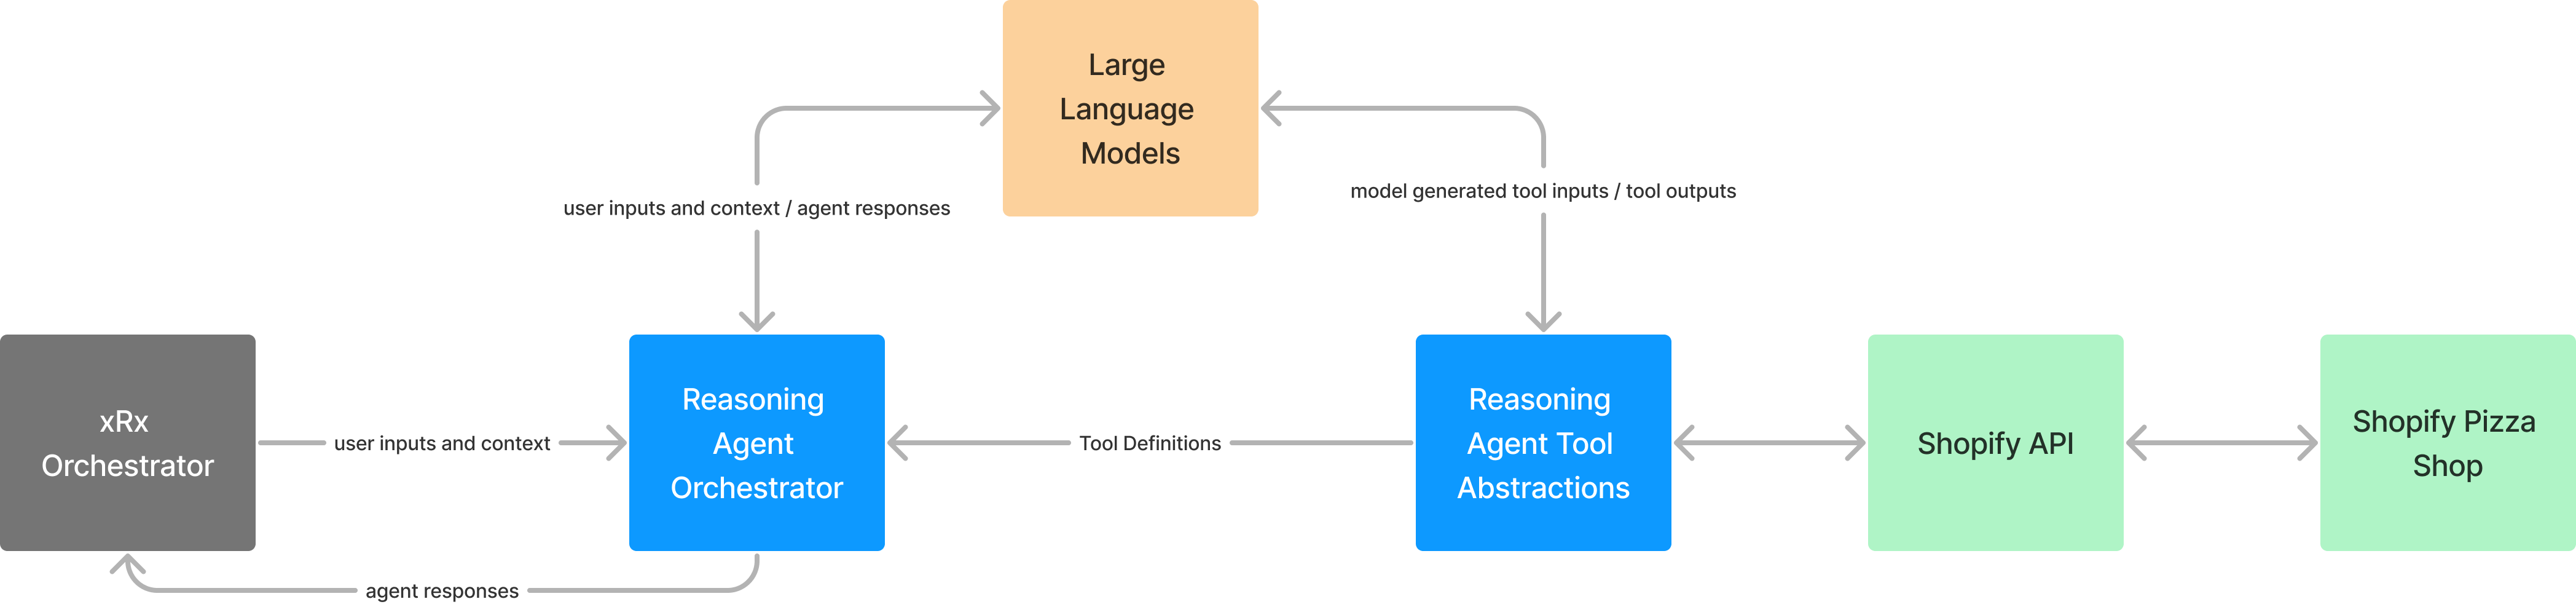 Large
Language
Models
user inputs and context / agent responses
model generated tool inputs / tool outputs
xRx
Orchestrator
user inputs and context
Reasoning
Agent
Orchestrator
Tool Definitions
Reasoning
Agent Tool
Abstractions
Shopify API
Shopify Pizza
Shop
agent responses